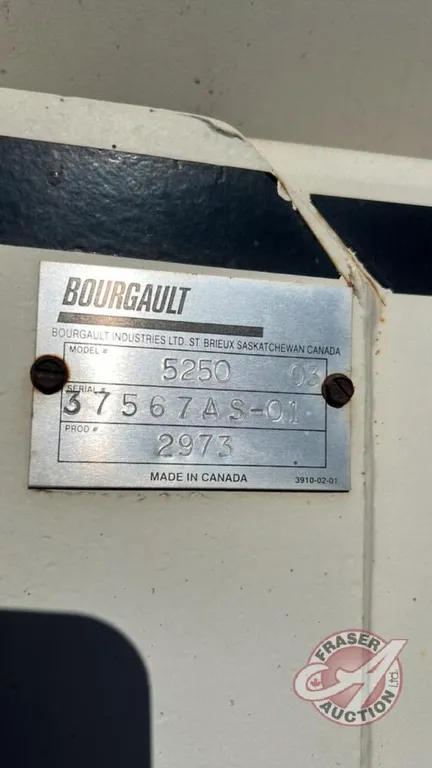 BOURGAULT
BOURGAULT INDUSTRIES LTD. ST. BRIEUX SASKATCHEWAN CANADA
MODEL # 5250 03
SERIAL # 37567AS-01
PROD # 2973
MADE IN CANADA 3910-02-01
FRASER
AUCTION Ltd.